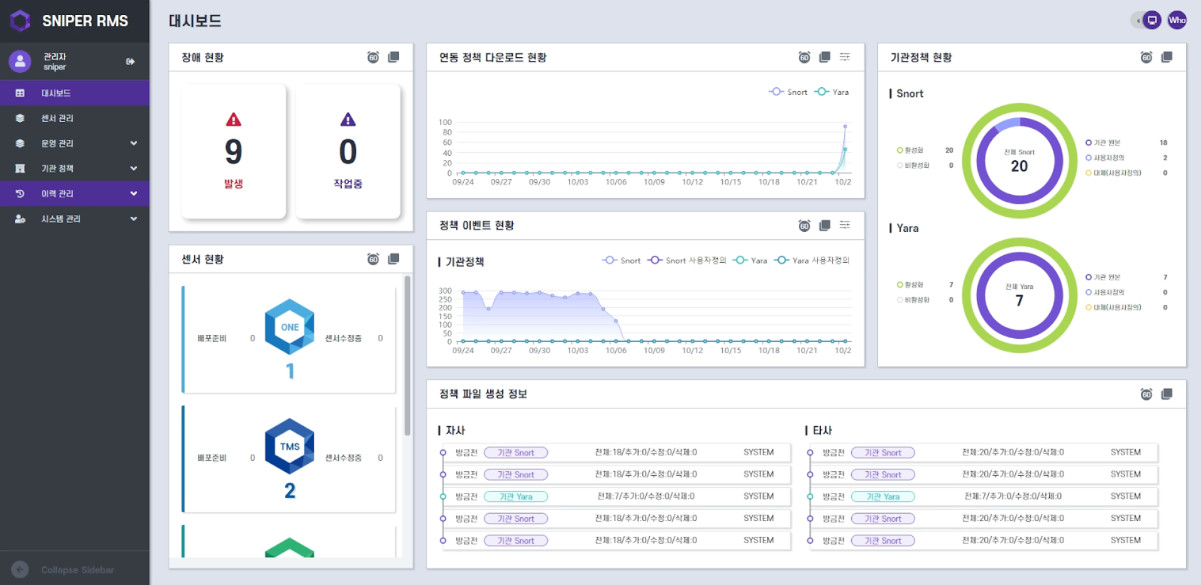 SNIPER RMS
관리자
sniper
대시보드
센서 관리
운영 관리
기관 정책
이력 관리
시스템 관리
Collapse Sidebar
대시보드
Who
장애 현황
60
9
발생
0
작업중
센서 현황
60
배포준비 0
ONE
센서수정중 0
1
배포준비 0
TMS
센서수정중 0
2
연동 정책 다운로드 현황
60
Snort Yara
100
80
60
40
20
0
09/24 09/27 09/30 10/03 10/06 10/09 10/12 10/15 10/18 10/21 10/2
정책 이벤트 현황
60
기관정책
Snort Snort 사용자정의 Yara Yara 사용자정의
300
250
200
150
100
50
0
09/24 09/27 09/30 10/03 10/06 10/09 10/12 10/15 10/18 10/21 10/2
기관정책 현황
60
Snort
활성화 20
비활성화 0
전체 Snort
20
기관 원본 18
사용자정의 2
대체(사용자정의) 0
Yara
활성화 7
비활성화 0
전체 Yara
7
기관 원본 7
사용자정의 0
대체(사용자정의) 0
정책 파일 생성 정보
60
자사
방금전 기관 Snort 전체:18/추가:0/수정:0/삭제:0 SYSTEM
방금전 기관 Snort 전체:18/추가:0/수정:0/삭제:0 SYSTEM
방금전 기관 Yara 전체:7/추가:0/수정:0/삭제:0 SYSTEM
방금전 기관 Snort 전체:18/추가:0/수정:0/삭제:0 SYSTEM
방금전 기관 Snort 전체:18/추가:0/수정:0/삭제:0 SYSTEM
타사
방금전 기관 Snort 전체:20/추가:0/수정:0/삭제:0 SYSTEM
방금전 기관 Snort 전체:20/추가:0/수정:0/삭제:0 SYSTEM
방금전 기관 Yara 전체:7/추가:0/수정:0/삭제:0 SYSTEM
방금전 기관 Snort 전체:20/추가:0/수정:0/삭제:0 SYSTEM
방금전 기관 Snort 전체:20/추가:0/수정:0/삭제:0 SYSTEM